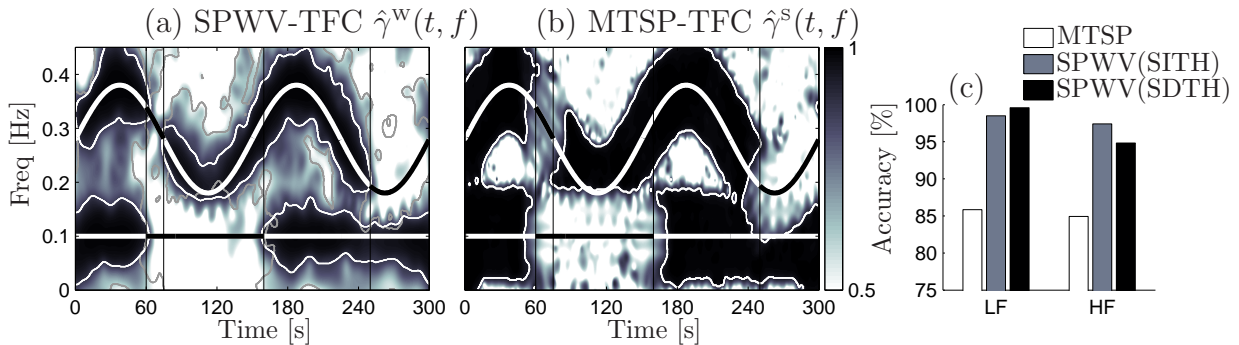 (a) SPWV-TFC γ̂ʷ(t, f)
(b) MTSP-TFC γ̂ˢ(t, f)
MTSP
SPWV(SITH)
SPWV(SDTH)
(c)
Freq [Hz]
0.4
0.3
0.2
0.1
0
0 60 120 180 240 300
Time [s]
0 60 120 180 240 300
Time [s]
1
0.5
Accuracy [%]
100
95
90
85
80
75
LF HF